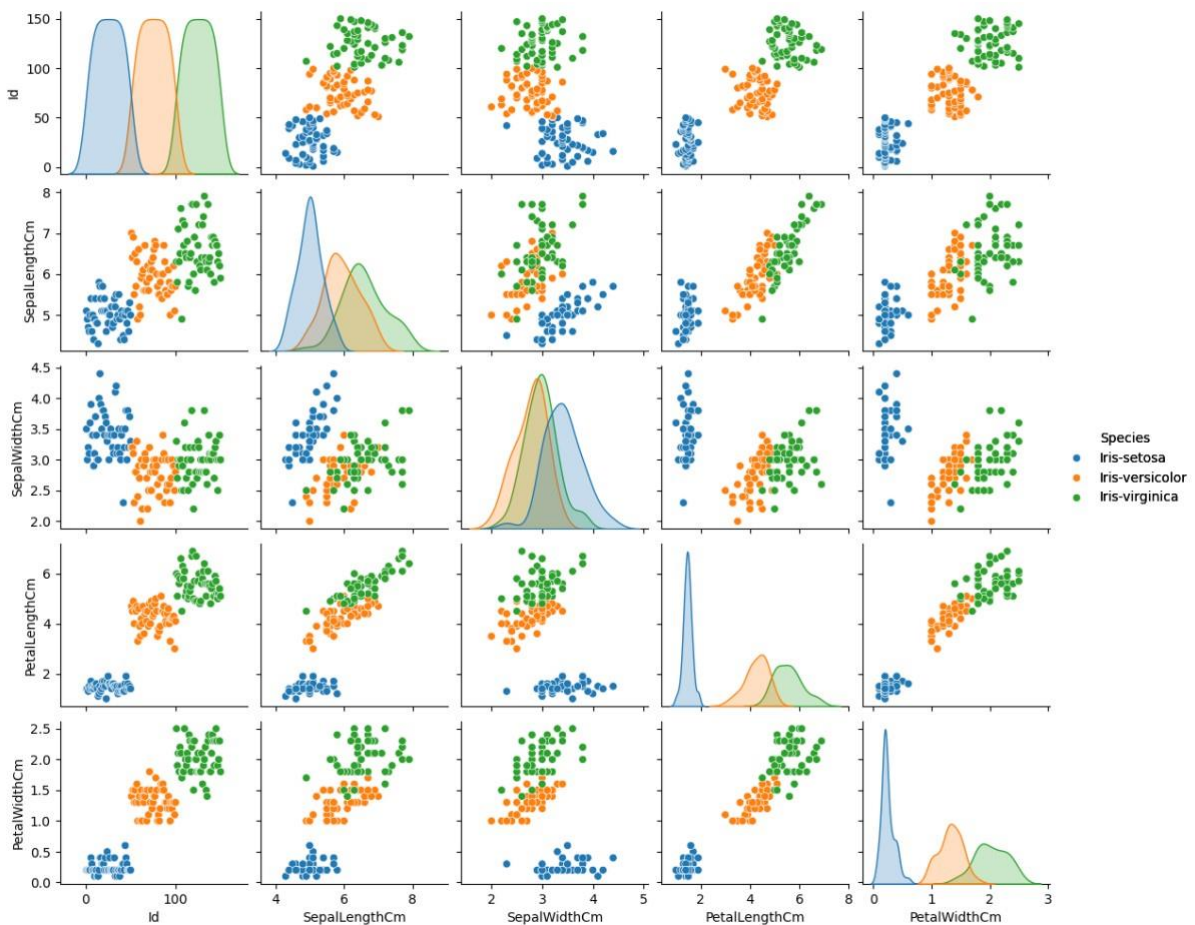 150
100
50
0
Id
8
7
6
5
SepalLengthCm
4.5
4.0
3.5
3.0
2.5
2.0
SepalWidthCm
Species
Iris-setosa
Iris-versicolor
Iris-virginica
6
4
2
PetalLengthCm
2.5
2.0
1.5
1.0
0.5
0.0
PetalWidthCm
0 100
4 6 8
2 3 4 5
2 4 6 8
0 1 2 3
Id SepalLengthCm SepalWidthCm PetalLengthCm PetalWidthCm